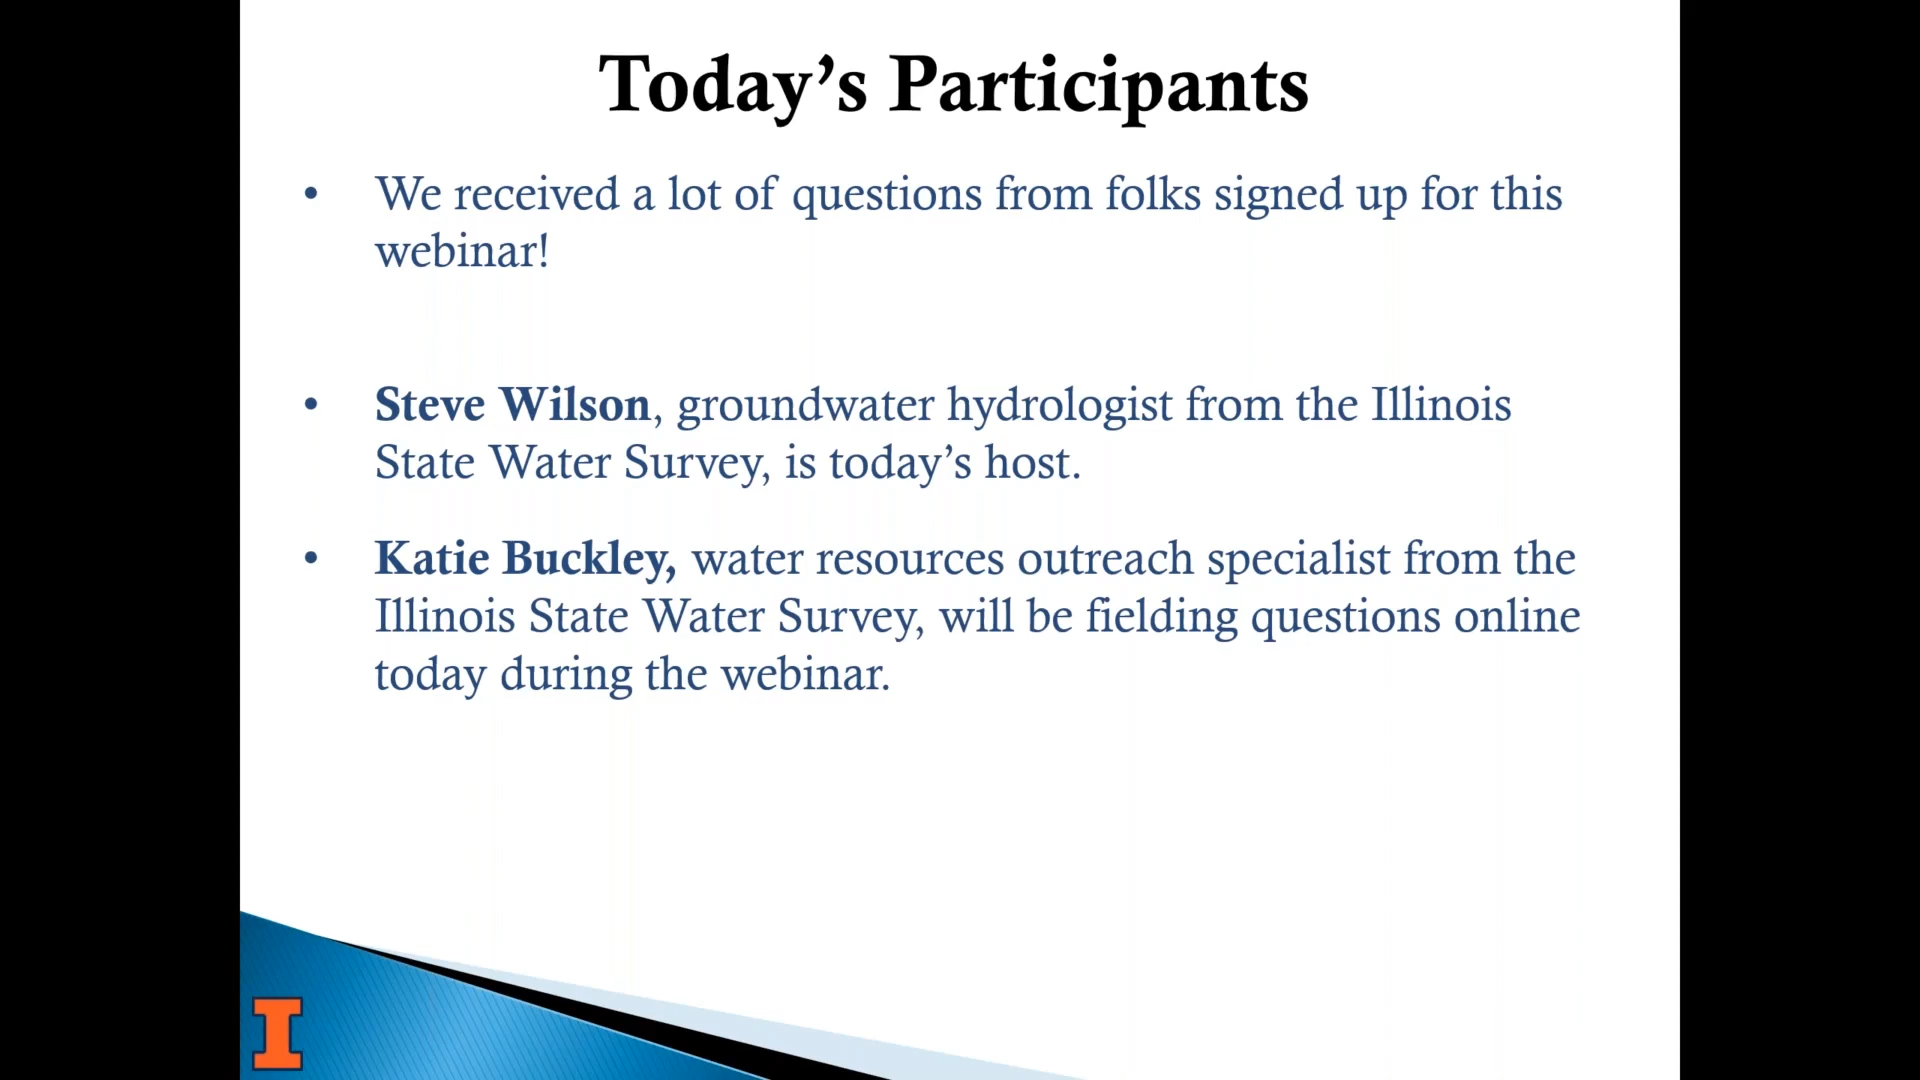 Today’s Participants
• We received a lot of questions from folks signed up for this
webinar!
• Steve Wilson, groundwater hydrologist from the Illinois
State Water Survey, is today’s host.
• Katie Buckley, water resources outreach specialist from the
Illinois State Water Survey, will be fielding questions online
today during the webinar.
I